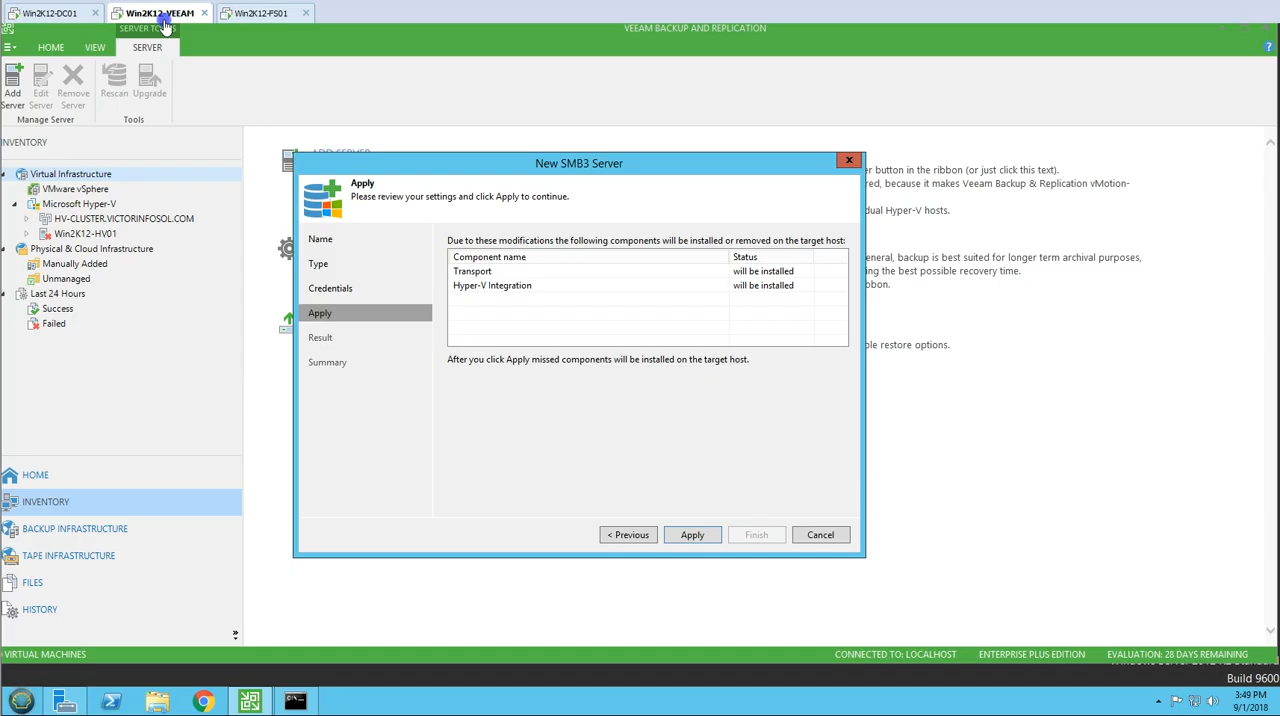 Win2K12-DC01
Win2K12-VEEAM
Win2K12-FS01
VEEAM BACKUP AND REPLICATION
HOME
VIEW
SERVER
Add Server
Edit Server
Remove Server
Rescan
Upgrade
Manage Server
Tools
INVENTORY
Virtual Infrastructure
VMware vSphere
Microsoft Hyper-V
HV-CLUSTER.VICTORINFOSOL.COM
Win2K12-HV01
Physical & Cloud Infrastructure
Manually Added
Unmanaged
Last 24 Hours
Success
Failed
HOME
INVENTORY
BACKUP INFRASTRUCTURE
TAPE INFRASTRUCTURE
FILES
HISTORY
er button in the ribbon (or just click this text).
red, because it makes Veeam Backup & Replication vMotion-
dual Hyper-V hosts.
eneral, backup is best suited for longer term archival purposes,
ing the best possible recovery time.
bon.
ple restore options.
New SMB3 Server
Apply
Please review your settings and click Apply to continue.
Name
Type
Credentials
Apply
Result
Summary
Due to these modifications the following components will be installed or removed on the target host:
Component name Status
Transport will be installed
Hyper-V Integration will be installed
After you click Apply missed components will be installed on the target host.
< Previous
Apply
Finish
Cancel
VIRTUAL MACHINES
CONNECTED TO: LOCALHOST
ENTERPRISE PLUS EDITION
EVALUATION: 28 DAYS REMAINING
Build 9600
3:49 PM
9/1/2018